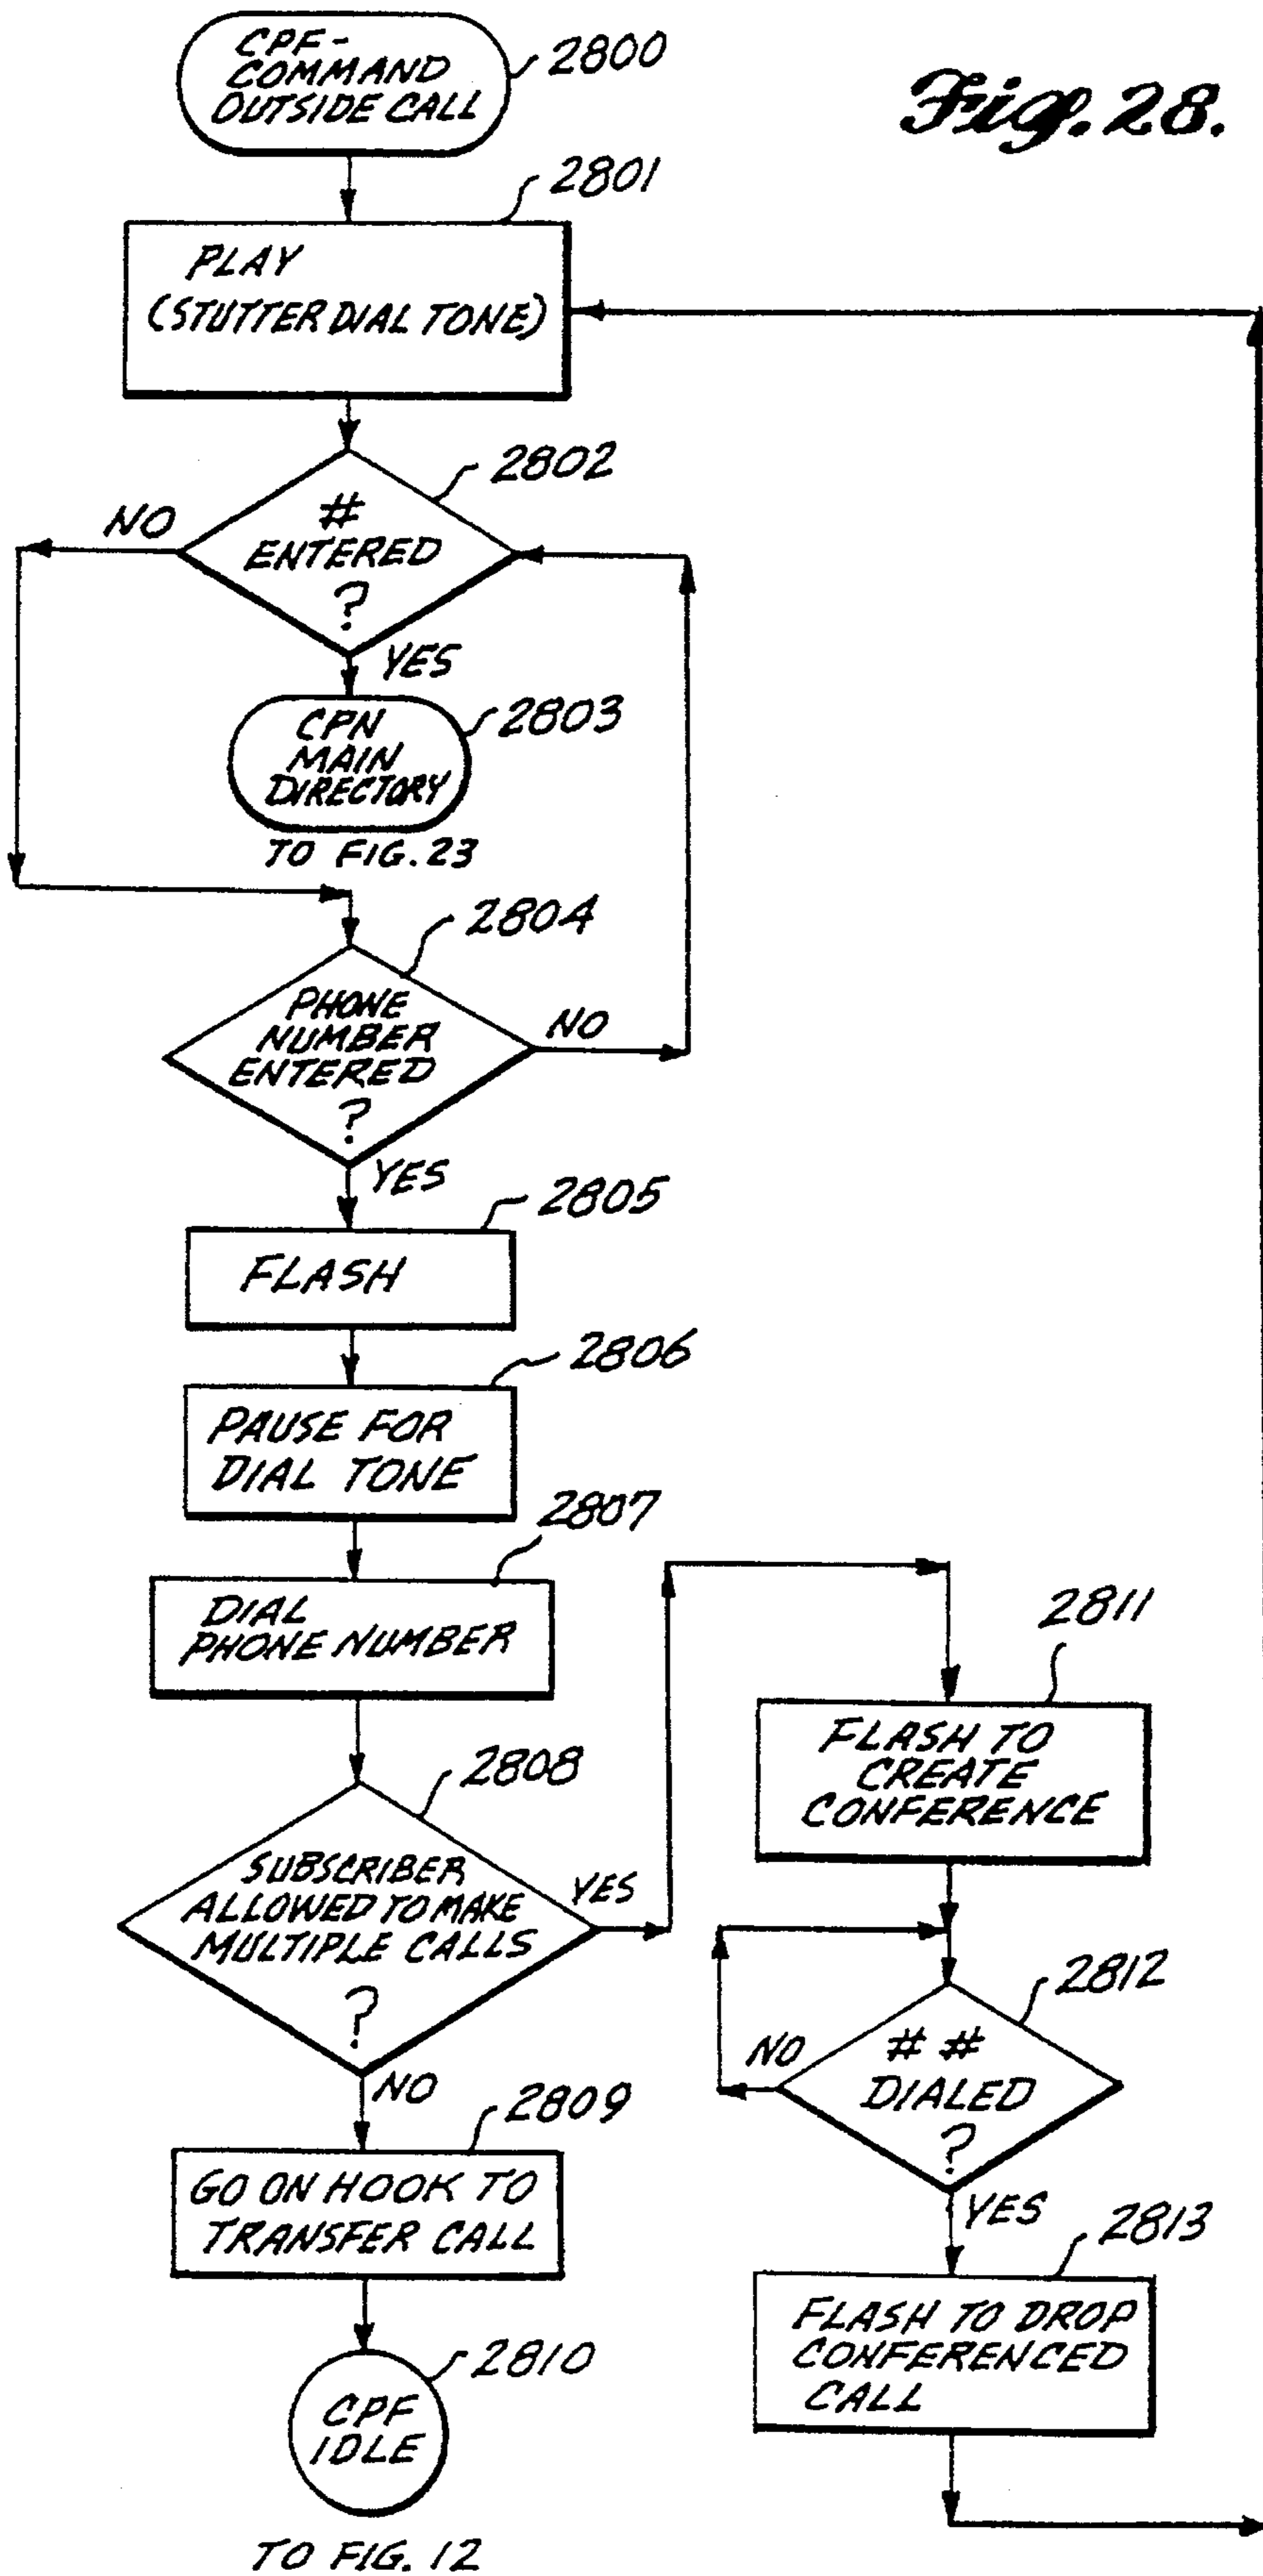 Fig. 28.
CPF-
COMMAND
OUTSIDE CALL
2800
2801
PLAY
(STUTTER DIAL TONE)
2802
#
ENTERED
?
NO
YES
2803
CPN
MAIN
DIRECTORY
TO FIG. 23
2804
PHONE
NUMBER
ENTERED
?
NO
YES
2805
FLASH
2806
PAUSE FOR
DIAL TONE
2807
DIAL
PHONE NUMBER
2808
SUBSCRIBER
ALLOWED TO MAKE
MULTIPLE CALLS
?
YES
NO
2809
GO ON HOOK TO
TRANSFER CALL
2810
CPF
IDLE
TO FIG. 12
2811
FLASH TO
CREATE
CONFERENCE
2812
# #
DIALED
?
NO
YES
2813
FLASH TO DROP
CONFERENCED
CALL